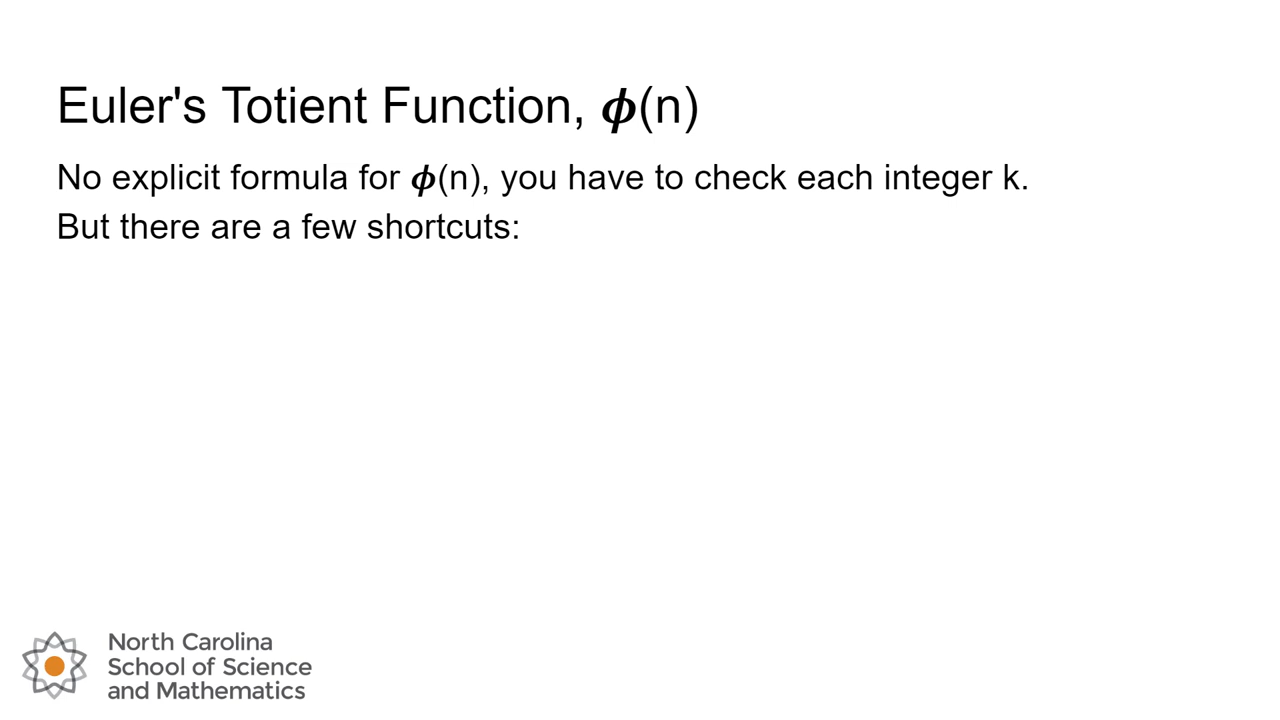 Euler's Totient Function, ϕ(n)
No explicit formula for ϕ(n), you have to check each integer k.
But there are a few shortcuts:
North Carolina
School of Science
and Mathematics